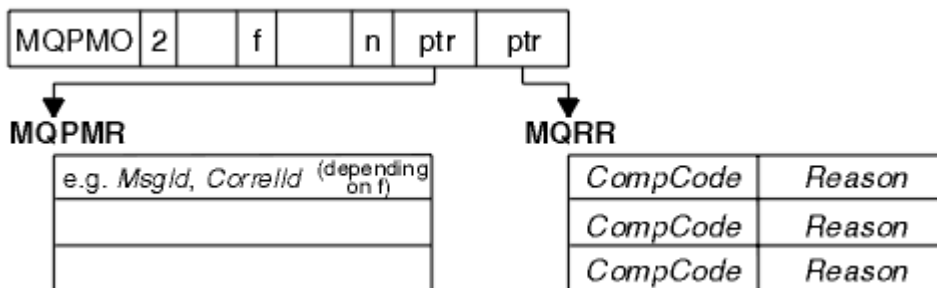 MQPMO 2 f n ptr ptr
MQPMR MQRR
e.g. MsgId, CorrelId (depending on f)
CompCode Reason
CompCode Reason
CompCode Reason